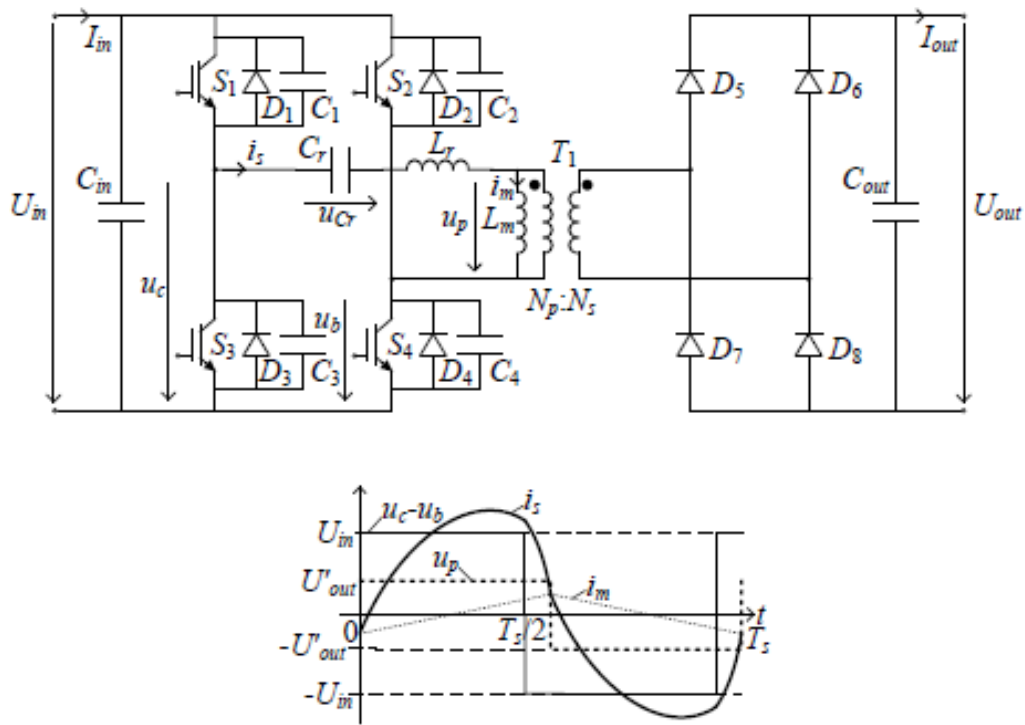 I_in
I_out
S_1
D_1
C_1
S_2
D_2
C_2
D_5
D_6
i_s
C_r
L_r
T_1
C_in
U_in
u_c
u_Cr
u_p
i_m
L_m
C_out
U_out
N_p:N_s
u_b
S_3
D_3
C_3
S_4
D_4
C_4
D_7
D_8
u_c-u_b
i_s
U_in
u_p
U'_out
i_m
t
0
T_s/2
T_s
-U'_out
-U_in